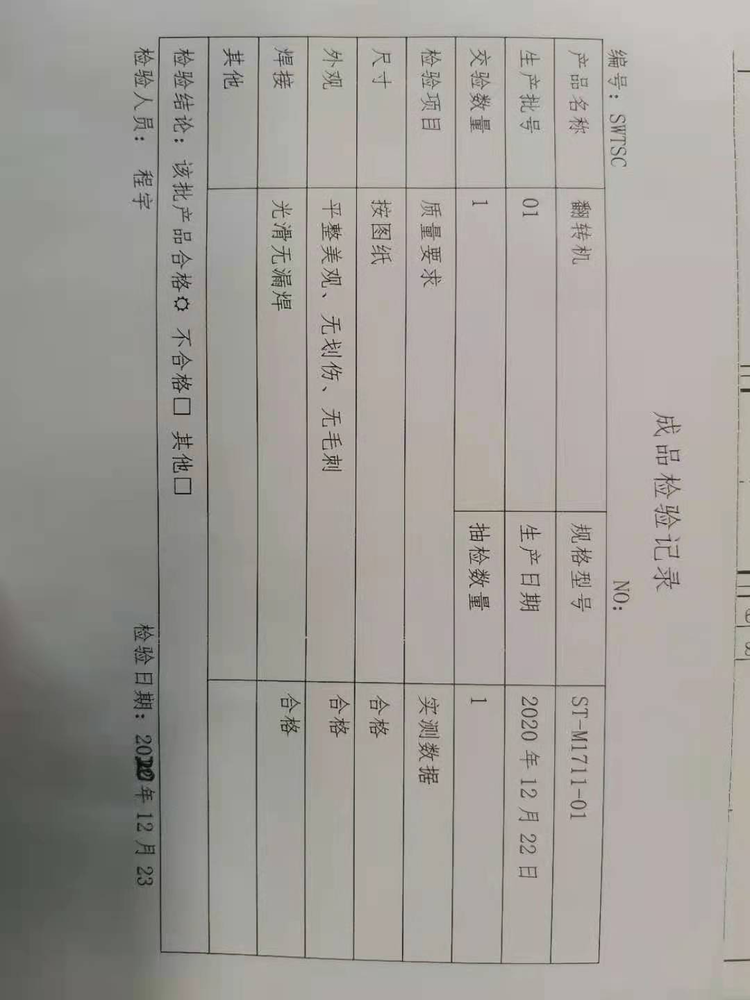 成品检验记录
编号：SWTSC NO：
产品名称 翻转机 规格型号 ST-M1711-01
生产批号 01 生产日期 2020 年 12 月 22 日
交验数量 1 抽检数量 1
检验项目 质量要求 实测数据
尺寸 按图纸 合格
外观 平整美观、无划伤、无毛刺 合格
焊接 光滑无漏焊 合格
其他
检验结论：该批产品合格✿ 不合格□ 其他□
检验人员： 程宇 检验日期：2020年 12 月 23